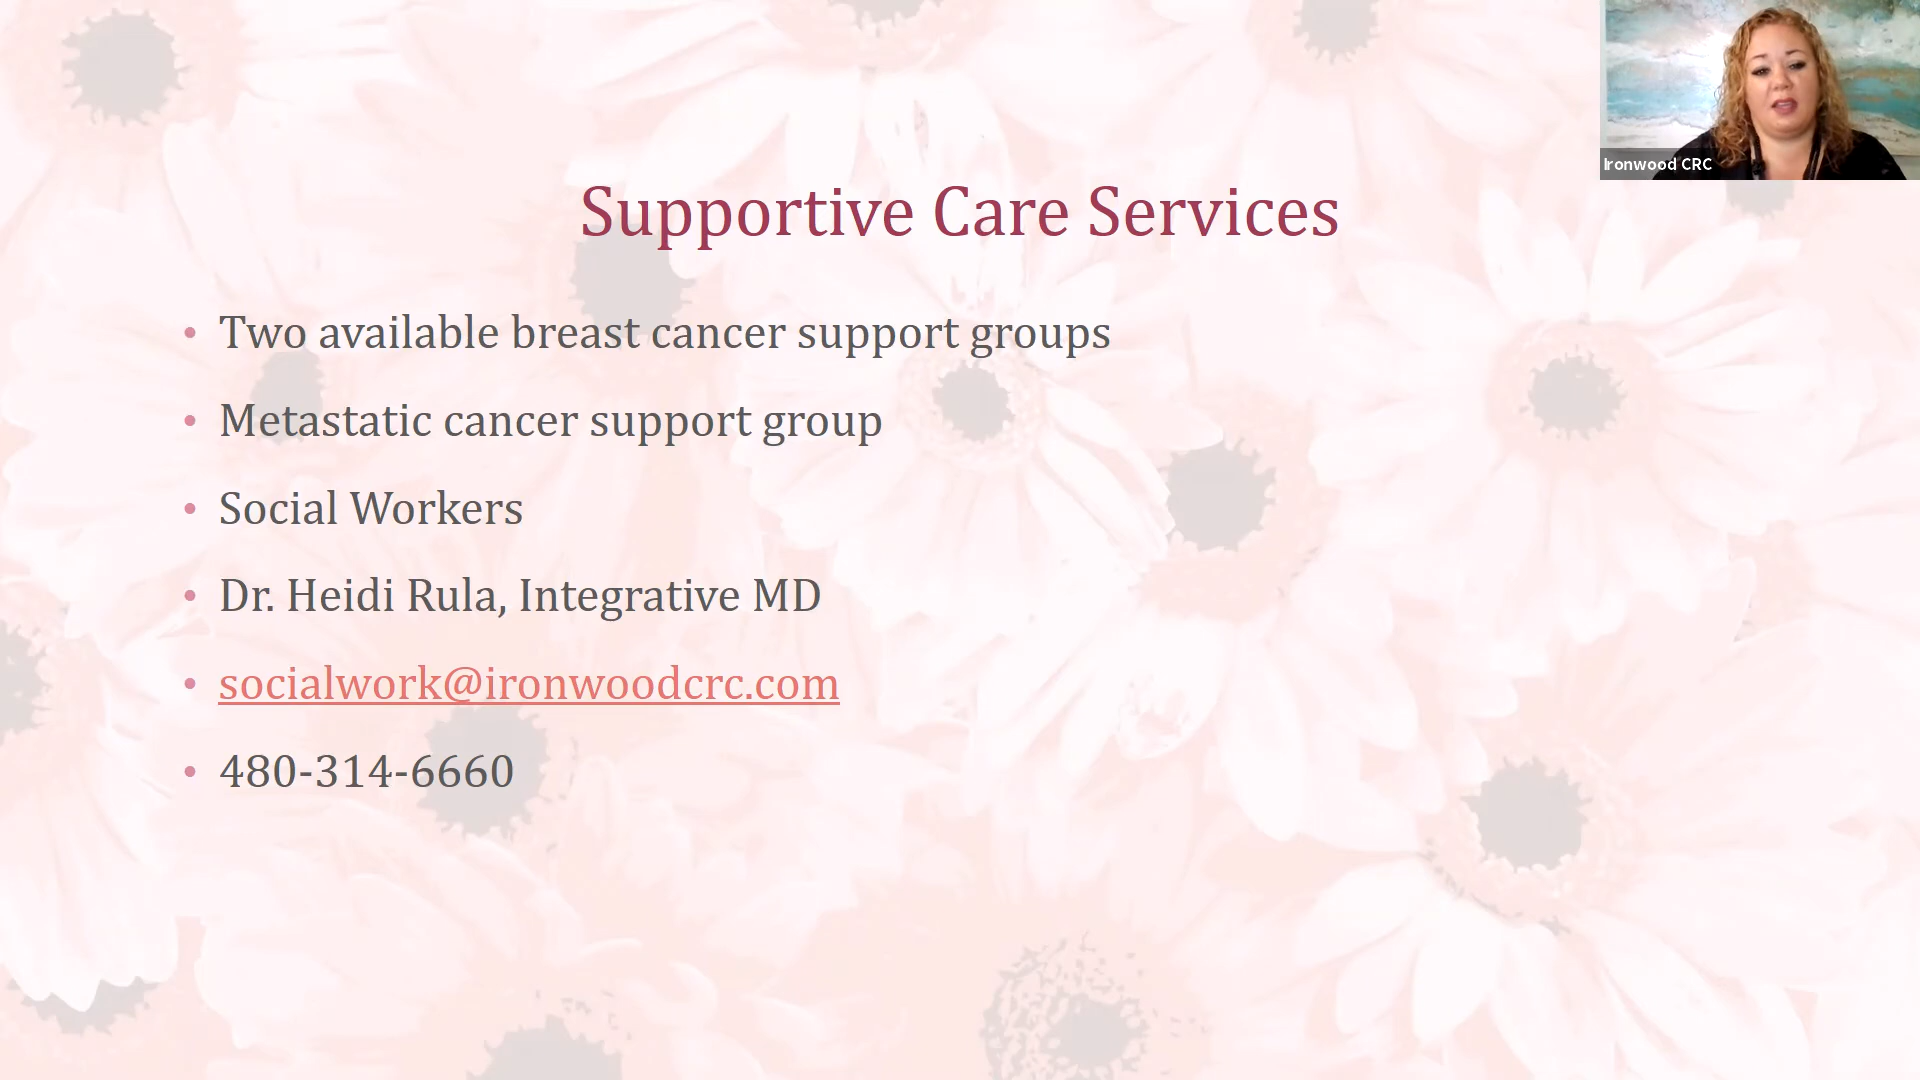 Ironwood CRC
Supportive Care Services
• Two available breast cancer support groups
• Metastatic cancer support group
• Social Workers
• Dr. Heidi Rula, Integrative MD
• socialwork@ironwoodcrc.com
• 480-314-6660